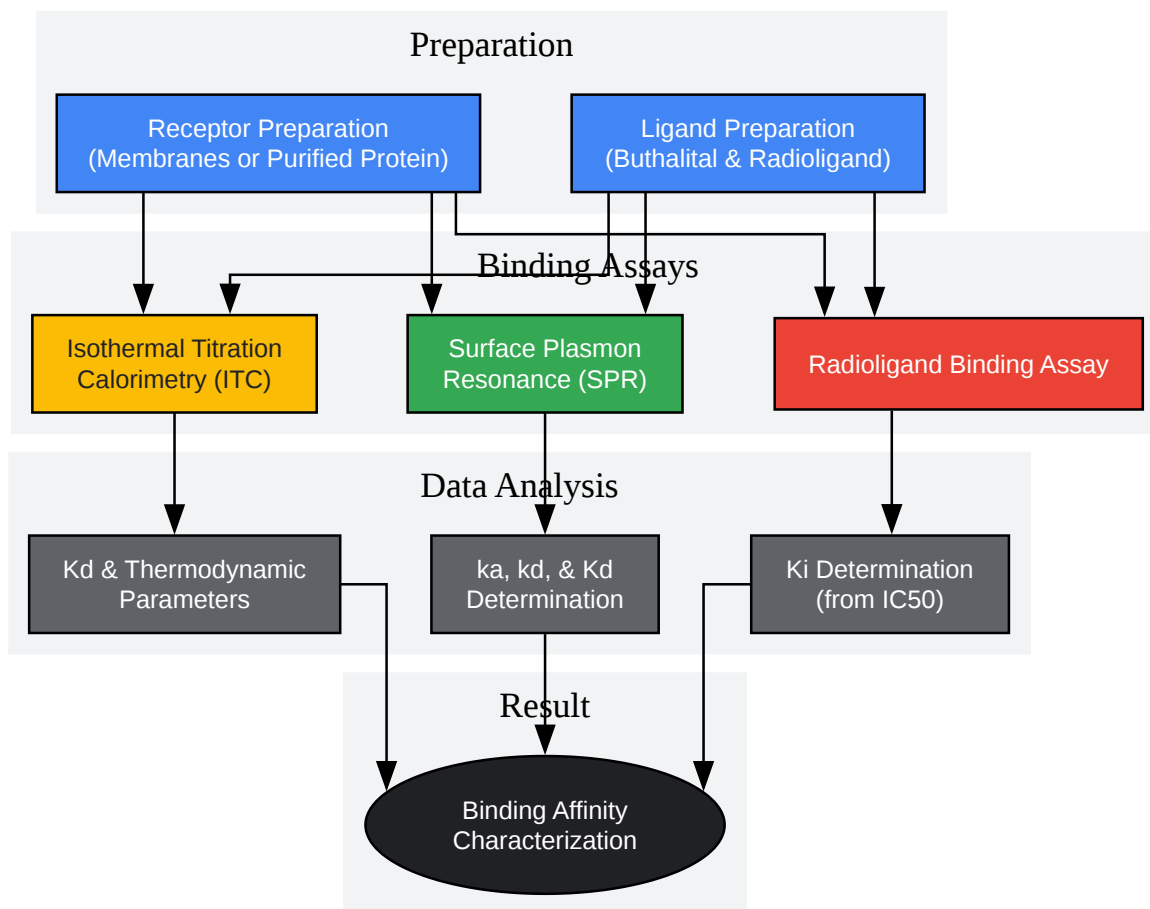 Preparation
Receptor Preparation
(Membranes or Purified Protein)
Ligand Preparation
(Buthalital & Radioligand)
Binding Assays
Isothermal Titration
Calorimetry (ITC)
Surface Plasmon
Resonance (SPR)
Radioligand Binding Assay
Data Analysis
Kd & Thermodynamic
Parameters
ka, kd, & Kd
Determination
Ki Determination
(from IC50)
Result
Binding Affinity
Characterization